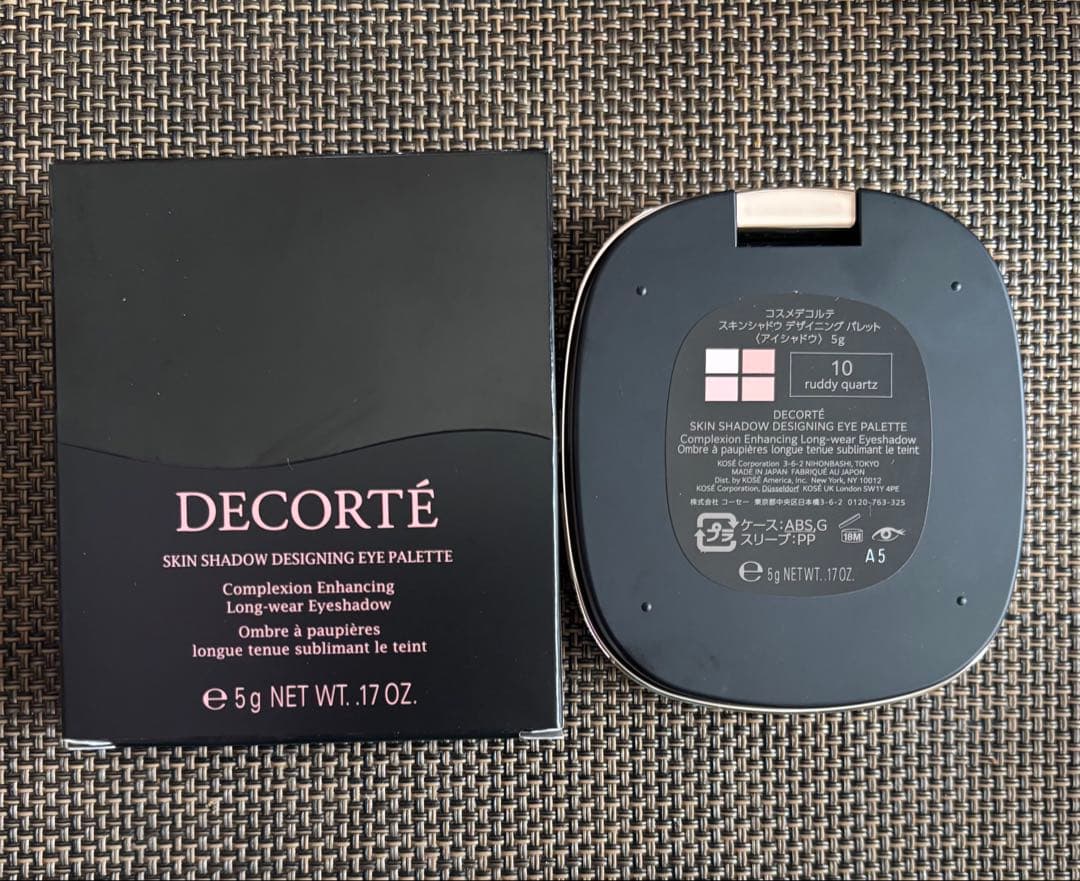 DECORTÉ
SKIN SHADOW DESIGNING EYE PALETTE
Complexion Enhancing
Long-wear Eyeshadow
Ombre à paupières
longue tenue sublimant le teint
℮ 5g NET WT. .17 OZ.
コスメデコルテ
スキンシャドウ デザイニング パレット
〈アイシャドウ〉 5g
10
ruddy quartz
DECORTÉ
SKIN SHADOW DESIGNING EYE PALETTE
Complexion Enhancing Long-wear Eyeshadow
Ombre à paupières longue tenue sublimant le teint
KOSÉ Corporation 3-6-2 NIHONBASHI, TOKYO
MADE IN JAPAN FABRIQUÉ AU JAPON
Dist. by KOSÉ America, Inc. New York, NY 10012
KOSÉ Corporation, Düsseldorf KOSÉ UK London SW1Y 4PE
株式会社 コーセー 東京都中央区日本橋3-6-2 0120-763-325
プラ
ケース:ABS,G
スリーブ:PP
18M
A5
℮ 5g NET WT. .17 OZ.